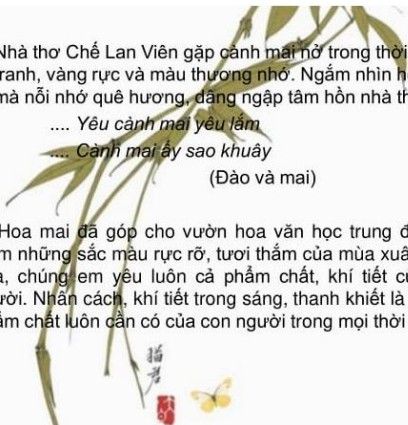 Nhà thơ Chế Lan Viên gặp cành mai nở trong thời
ranh, vàng rực và màu thương nhớ. Ngắm nhìn h
mà nỗi nhớ quê hương, dâng ngập tâm hồn nhà th
.... Yêu cành mai yêu lắm
.... Cành mai ấy sao khuây
(Đào và mai)
Hoa mai đã góp cho vườn hoa văn học trung đ
m những sắc màu rực rỡ, tươi thắm của mùa xuâ
a, chúng em yêu luôn cả phẩm chất, khí tiết c
ười. Nhân cách, khí tiết trong sáng, thanh khiết là
ẩm chất luôn cần có của con người trong mọi thời